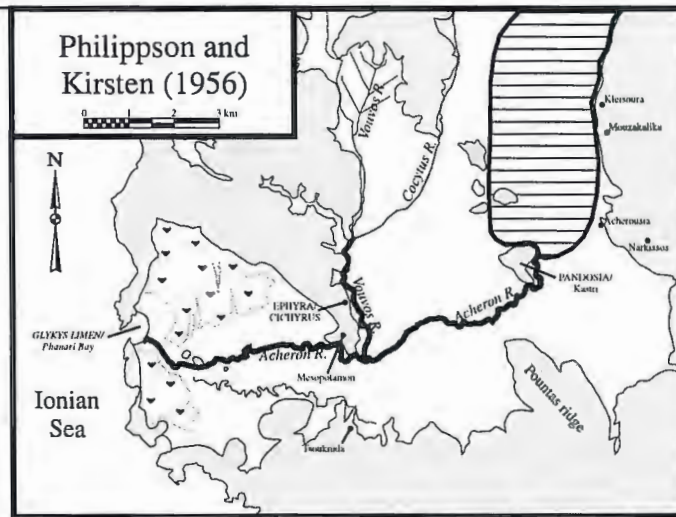 Philippson and
Kirsten (1956)
0 1 2 3 km
N
Vouvos R.
Cocytus R.
Kleisoura
Mouzakaiika
Acherousia
Narkissos
PANDOSIA/
Kastri
EPHYRA/
CICHYRUS
Vouvos R.
Acheron R.
GLYKYS LIMEN/
Phanari Bay
Acheron R.
Mesopotamon
Ionian
Sea
Tsouknida
Pountas ridge